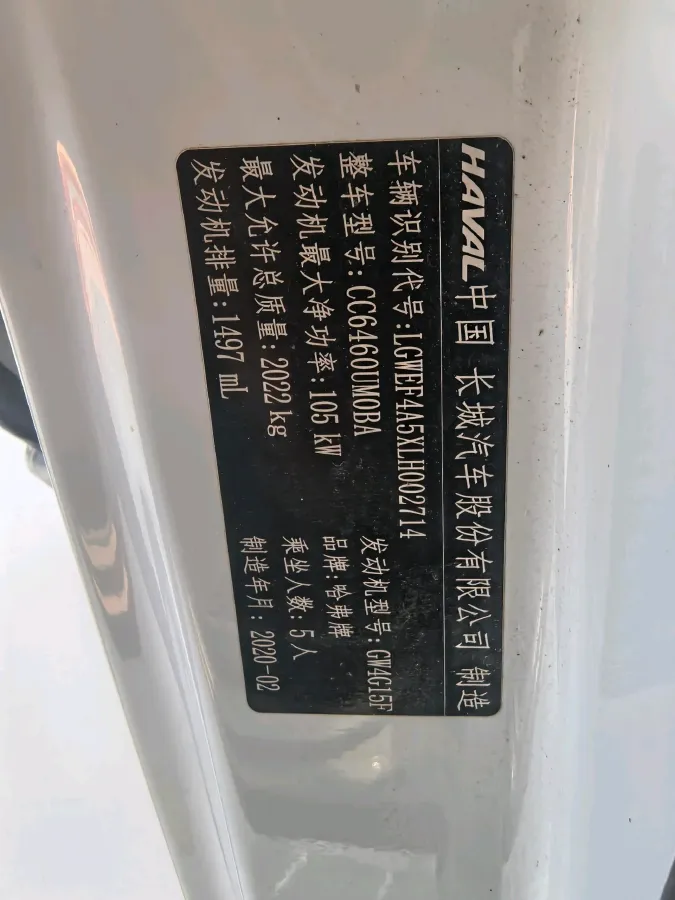 HAVAL 中国 长城汽车股份有限公司 制造
车辆识别代号:LGWEF4A5XLH002714
整车型号:CC6460UM0BA 发动机型号:GW4G15F
发动机最大净功率:105 kW 品牌:哈弗牌
最大允许总质量:2022 kg 乘坐人数:5人
发动机排量:1497 mL 制造年月:2020-02